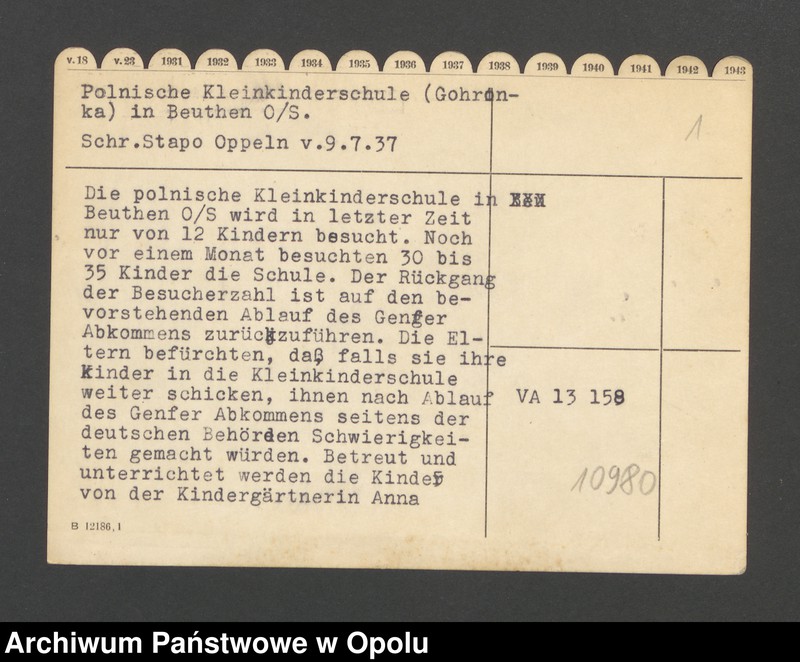 v.18 v.23 1931 1932 1933 1934 1935 1936 1937 1938 1939 1940 1941 1942 1943
Polnische Kleinkinderschule (Gohron-
ka) in Beuthen O/S.
1
Schr.Stapo Oppeln v.9.7.37
Die polnische Kleinkinderschule in
Beuthen O/S wird in letzter Zeit
nur von 12 Kindern besucht. Noch
vor einem Monat besuchten 30 bis
35 Kinder die Schule. Der Rückgang
der Besucherzahl ist auf den be-
vorstehenden Ablauf des Genfer
Abkommens zurückzuführen. Die El-
tern befürchten, daß falls sie ihre
Kinder in die Kleinkinderschule
weiter schicken, ihnen nach Ablauf VA 13 158
des Genfer Abkommens seitens der
deutschen Behörden Schwierigkei-
ten gemacht würden. Betreut und
unterrichtet werden die Kinder
10980
von der Kindergärtnerin Anna
B 12186,1
Archiwum Państwowe w Opolu